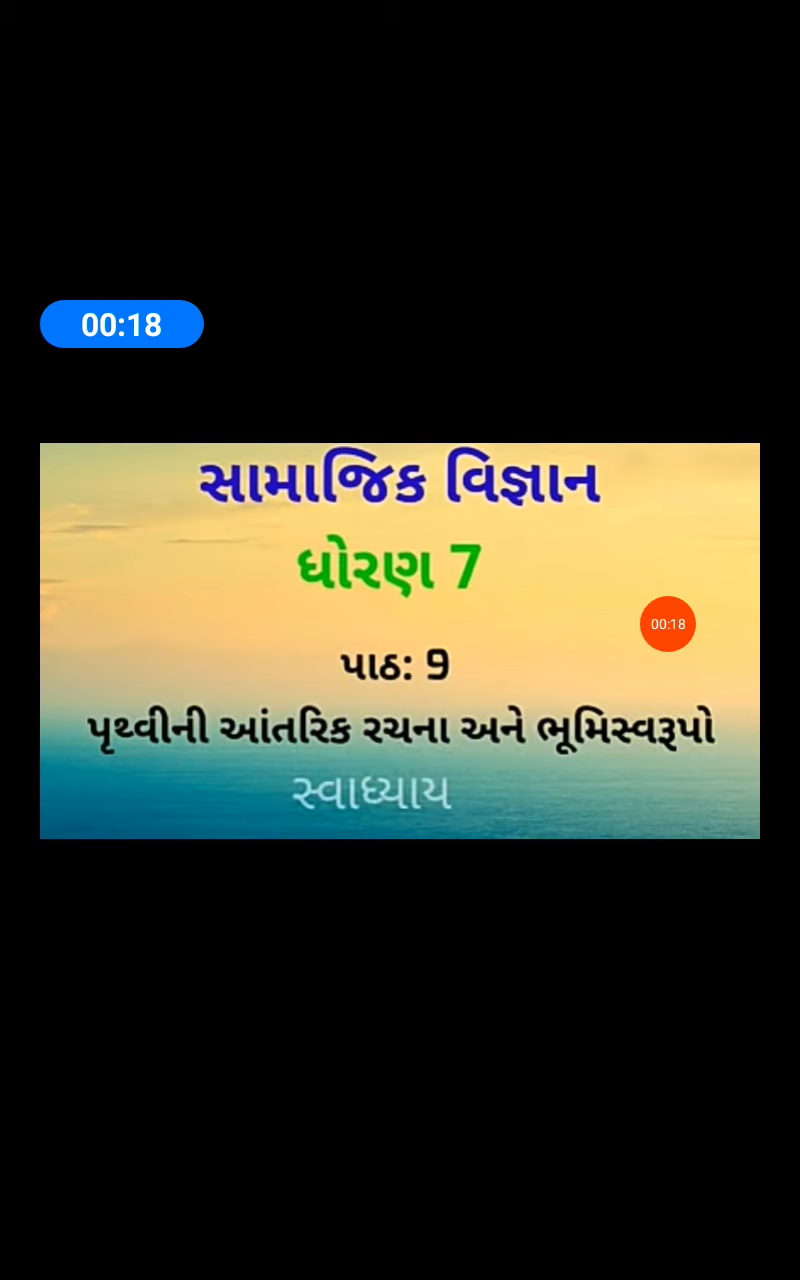 00:18
સામાજિક વિજ્ઞાન
ધોરણ 7
00:18
પાઠ: 9
પૃથ્વીની આંતરિક રચના અને ભૂમિસ્વરૂપો
સ્વાધ્યાય